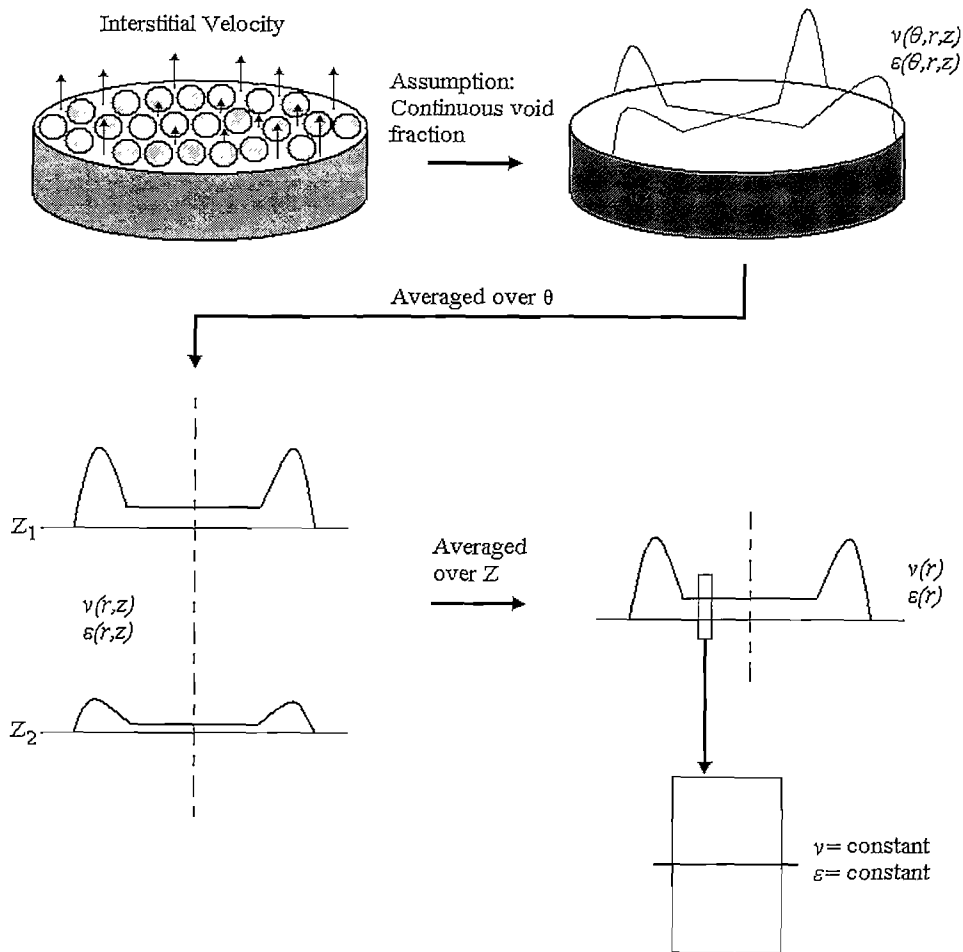 Interstitial Velocity
Assumption:
Continuous void
fraction
ν(θ,r,z)
ε(θ,r,z)
Averaged over θ
Z₁
ν(r,z)
ε(r,z)
Z₂
Averaged
over Z
ν(r)
ε(r)
ν= constant
ε= constant